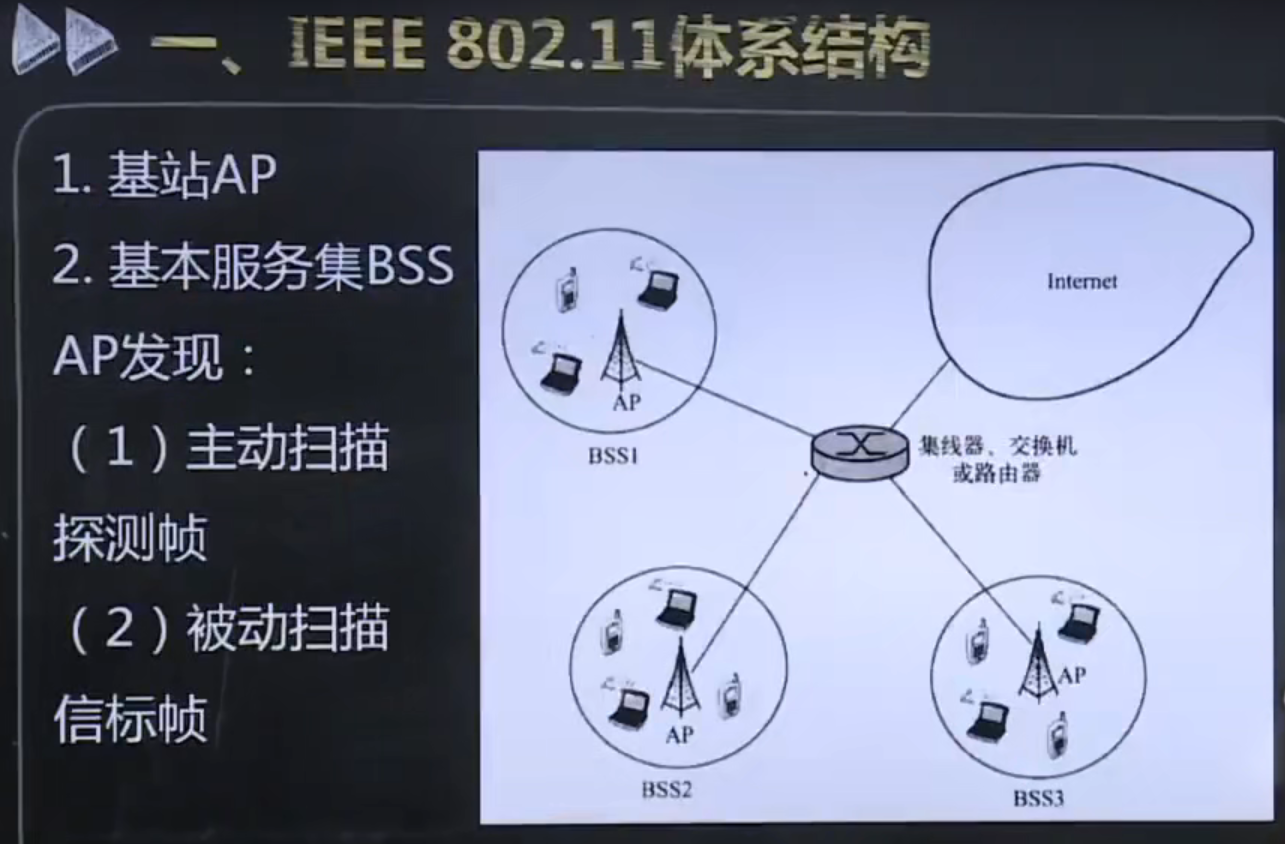 一、IEEE 802.11体系结构
1. 基站AP
2. 基本服务集BSS
AP发现：
（1）主动扫描
探测帧
（2）被动扫描
信标帧
AP
BSS1
Internet
集线器、交换机
或路由器
AP
BSS2
AP
BSS3